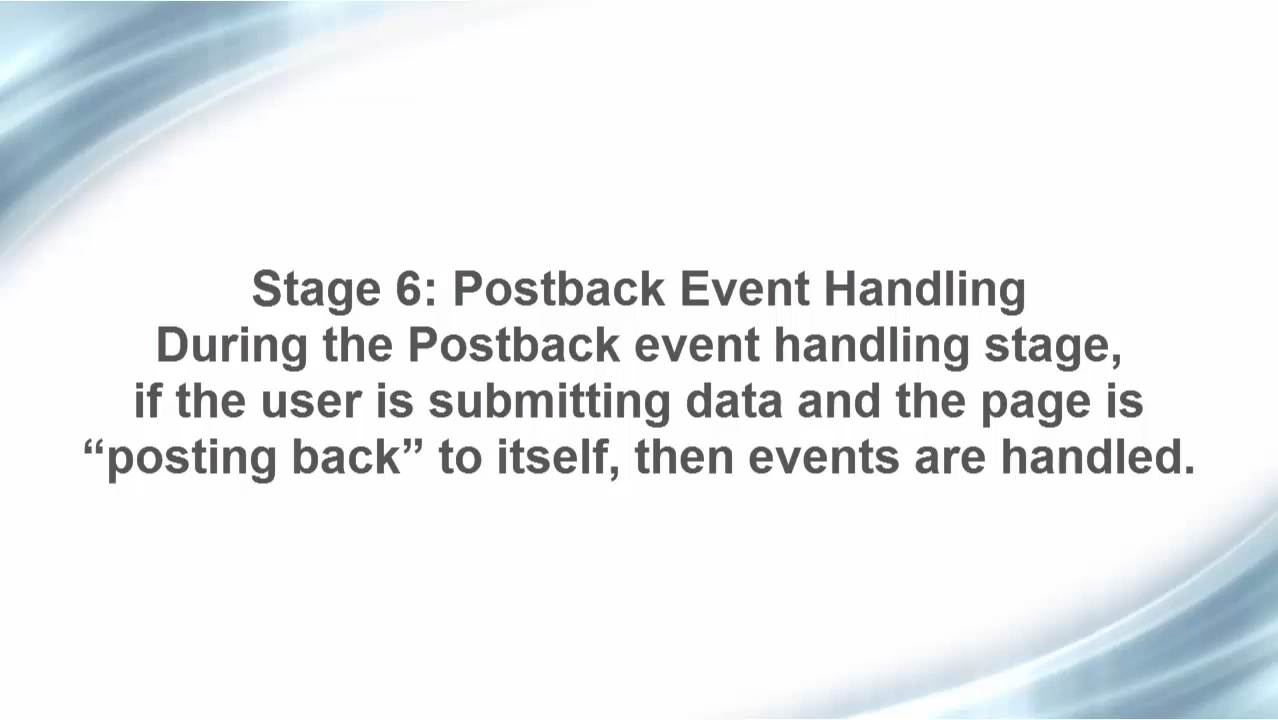 Stage 6: Postback Event Handling
During the Postback event handling stage,
if the user is submitting data and the page is
“posting back” to itself, then events are handled.